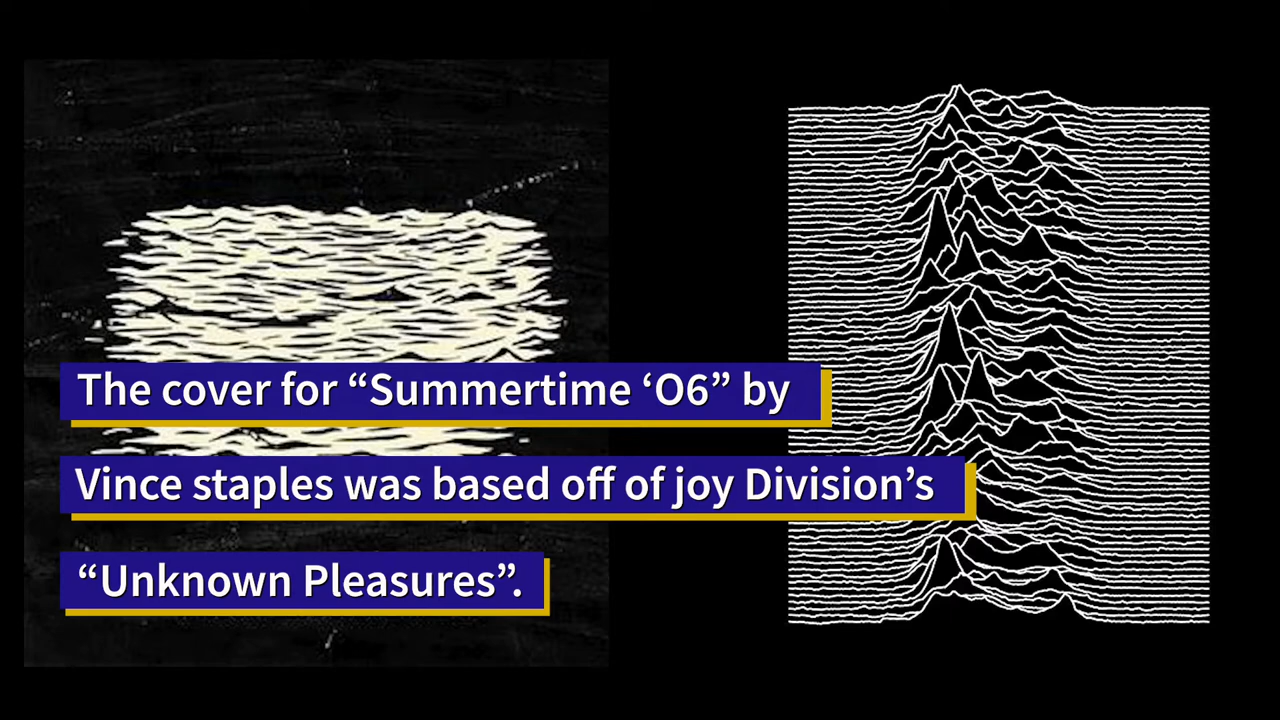 The cover for “Summertime ‘O6” by
Vince staples was based off of joy Division’s
“Unknown Pleasures”.